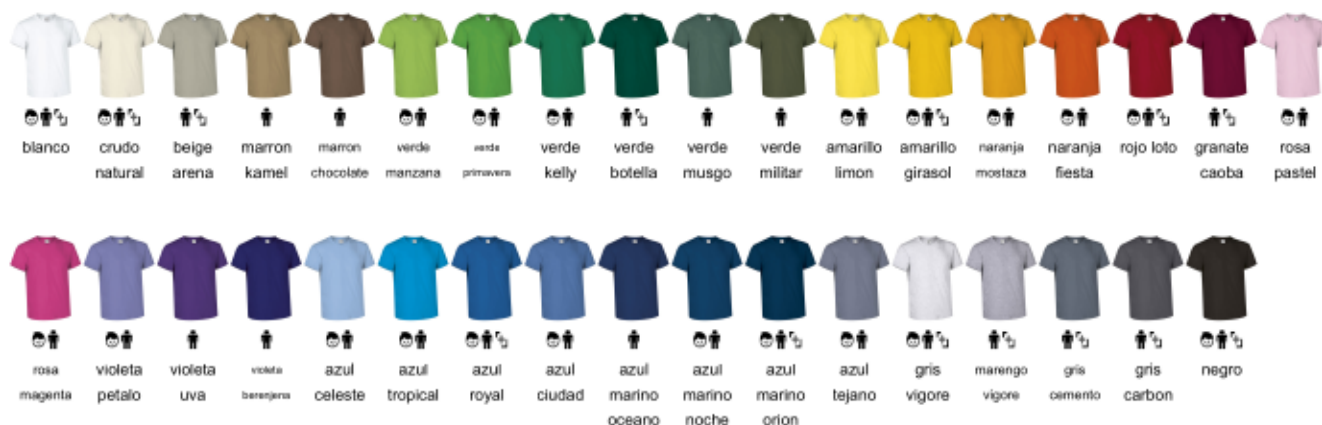 blanco crudo beige marron marron verde verde verde verde verde verde amarillo amarillo naranja naranja rojo loto granate rosa
natural arena kamel chocolate manzana primavera kelly botella musgo militar limon girasol mostaza fiesta caoba pastel
rosa violeta violeta violeta azul azul azul azul azul azul azul azul gris marengo gris gris negro
magenta petalo uva berenjena celeste tropical royal ciudad marino marino marino tejano vigore vigore cemento carbon
oceano noche orion